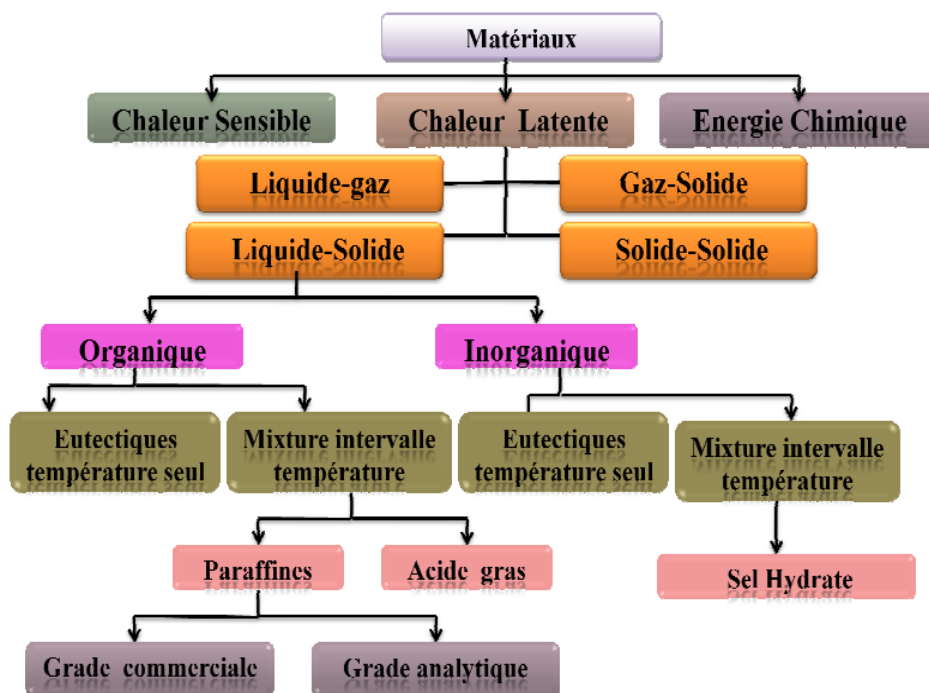 Matériaux
Chaleur Sensible
Chaleur Latente
Energie Chimique
Liquide-gaz
Gaz-Solide
Liquide-Solide
Solide-Solide
Organique
Inorganique
Eutectiques
température seul
Mixture intervalle
température
Eutectiques
température seul
Mixture intervalle
température
Paraffines
Acide gras
Sel Hydrate
Grade commerciale
Grade analytique